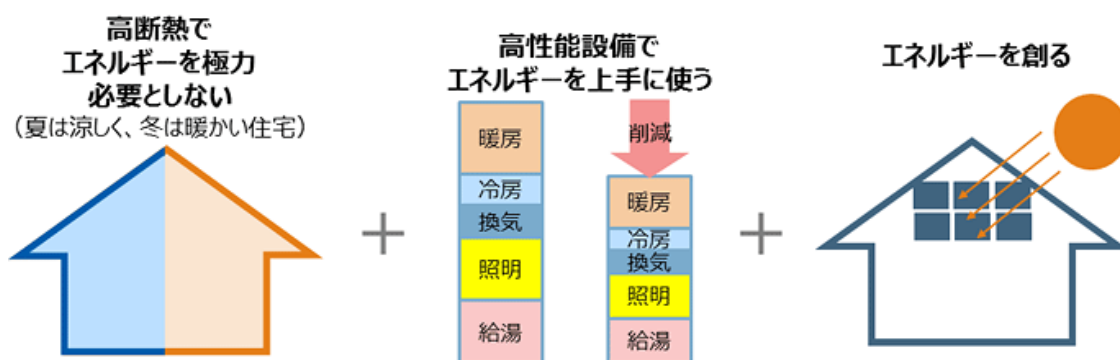 高断熱で
エネルギーを極力
必要としない
(夏は涼しく、冬は暖かい住宅)
高性能設備で
エネルギーを上手に使う
暖房
冷房
換気
照明
給湯
削減
暖房
冷房
換気
照明
給湯
エネルギーを創る